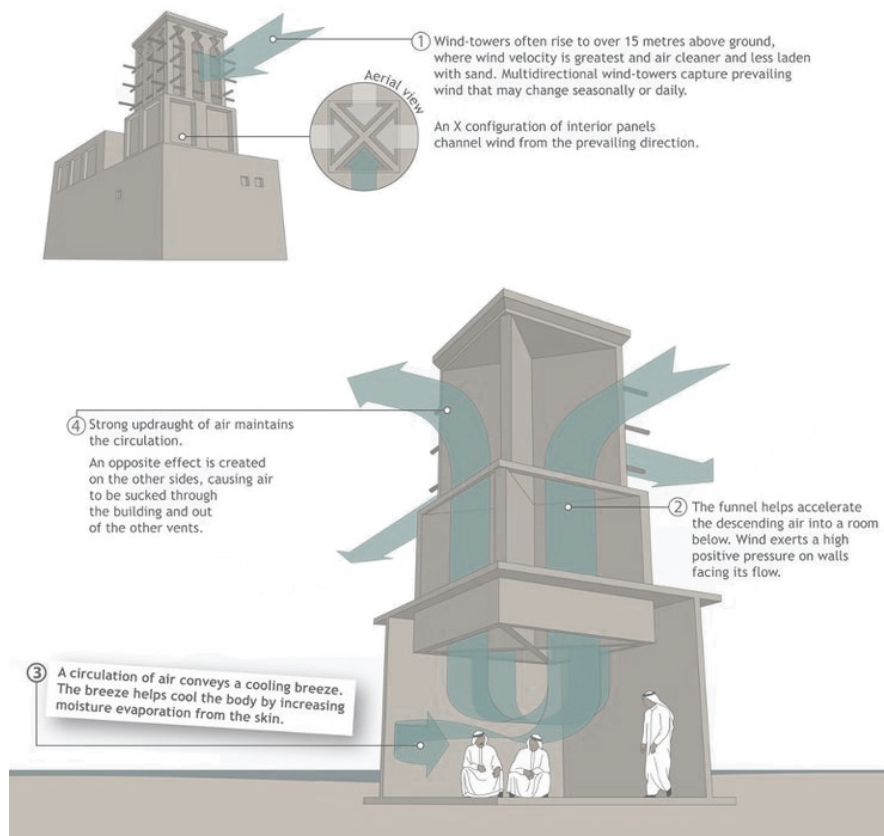 1 Wind-towers often rise to over 15 metres above ground,
where wind velocity is greatest and air cleaner and less laden
with sand. Multidirectional wind-towers capture prevailing
wind that may change seasonally or daily.
Aerial view
An X configuration of interior panels
channel wind from the prevailing direction.
4 Strong updraught of air maintains
the circulation.
An opposite effect is created
on the other sides, causing air
to be sucked through
the building and out
of the other vents.
2 The funnel helps accelerate
the descending air into a room
below. Wind exerts a high
positive pressure on walls
facing its flow.
3 A circulation of air conveys a cooling breeze.
The breeze helps cool the body by increasing
moisture evaporation from the skin.